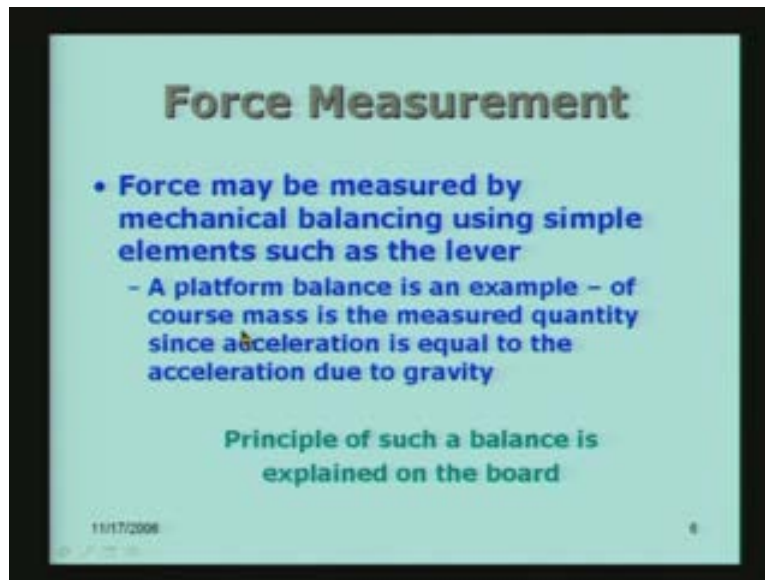 Force Measurement
• Force may be measured by
mechanical balancing using simple
elements such as the lever
– A platform balance is an example – of
course mass is the measured quantity
since acceleration is equal to the
acceleration due to gravity
Principle of such a balance is
explained on the board
11/17/2006
6